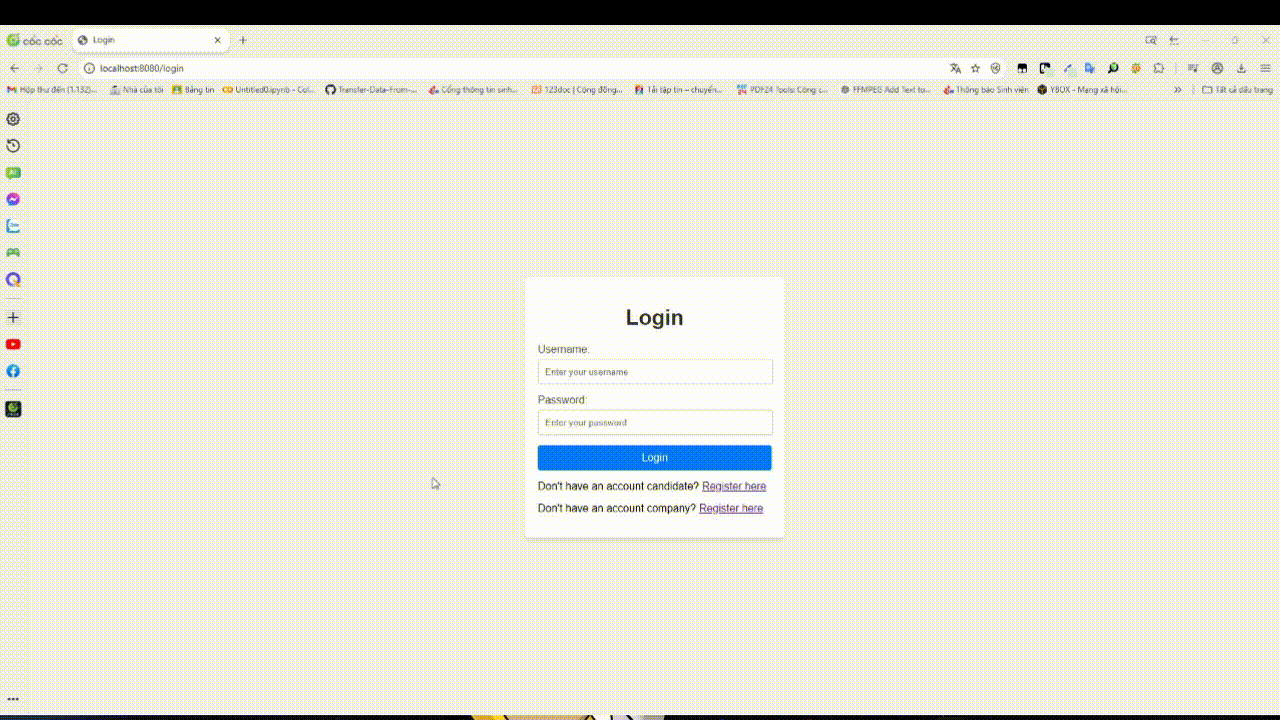 cốc cốc Login
localhost:8080/login
Hộp thư đến (1.132)... Nhà của tôi Bảng tin Untitled0.ipynb - Col... Transfer-Data-From-... Cổng thông tin sinh... 123doc | Cộng đồng... Tải tập tin – chuyển... PDF24 Tools: Công c... FFMPEG Add Text to... Thông báo Sinh viên YBOX - Mạng xã hội... Tất cả dấu trang
Login
Username:
Enter your username
Password:
Enter your password
Login
Don't have an account candidate? Register here
Don't have an account company? Register here